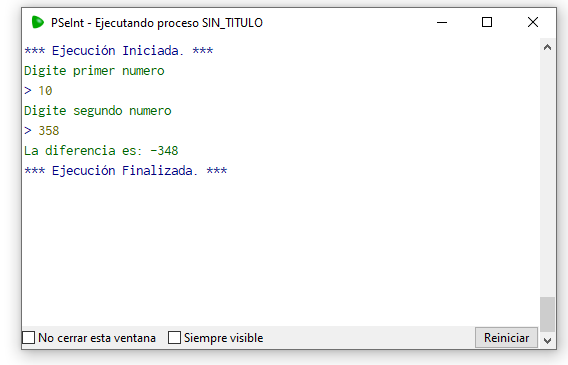 PSeInt - Ejecutando proceso SIN_TITULO
*** Ejecución Iniciada. ***
Digite primer numero
> 10
Digite segundo numero
> 358
La diferencia es: -348
*** Ejecución Finalizada. ***
No cerrar esta ventana Siempre visible Reiniciar